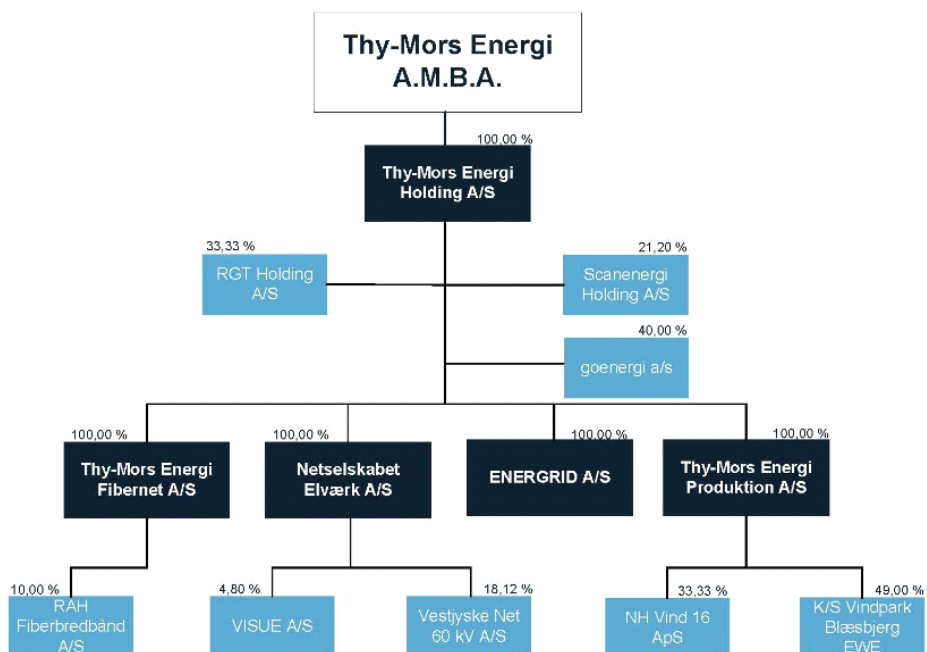 Thy-Mors Energi
A.M.B.A.
100,00 %
Thy-Mors Energi
Holding A/S
33,33 %
RGT Holding
A/S
21,20 %
Scanenergi
Holding A/S
40,00 %
goenergi a/s
100,00 %
Thy-Mors Energi
Fibernet A/S
100,00 %
Netselskabet
Elværk A/S
100,00 %
ENERGRID A/S
100,00 %
Thy-Mors Energi
Produktion A/S
10,00 %
RAH
Fiberbredbånd
A/S
4,80 %
VISUE A/S
18,12 %
Vestjyske Net
60 kV A/S
33,33 %
NH Vind 16
ApS
49,00 %
K/S Vindpark
Blæsbjerg
EWE